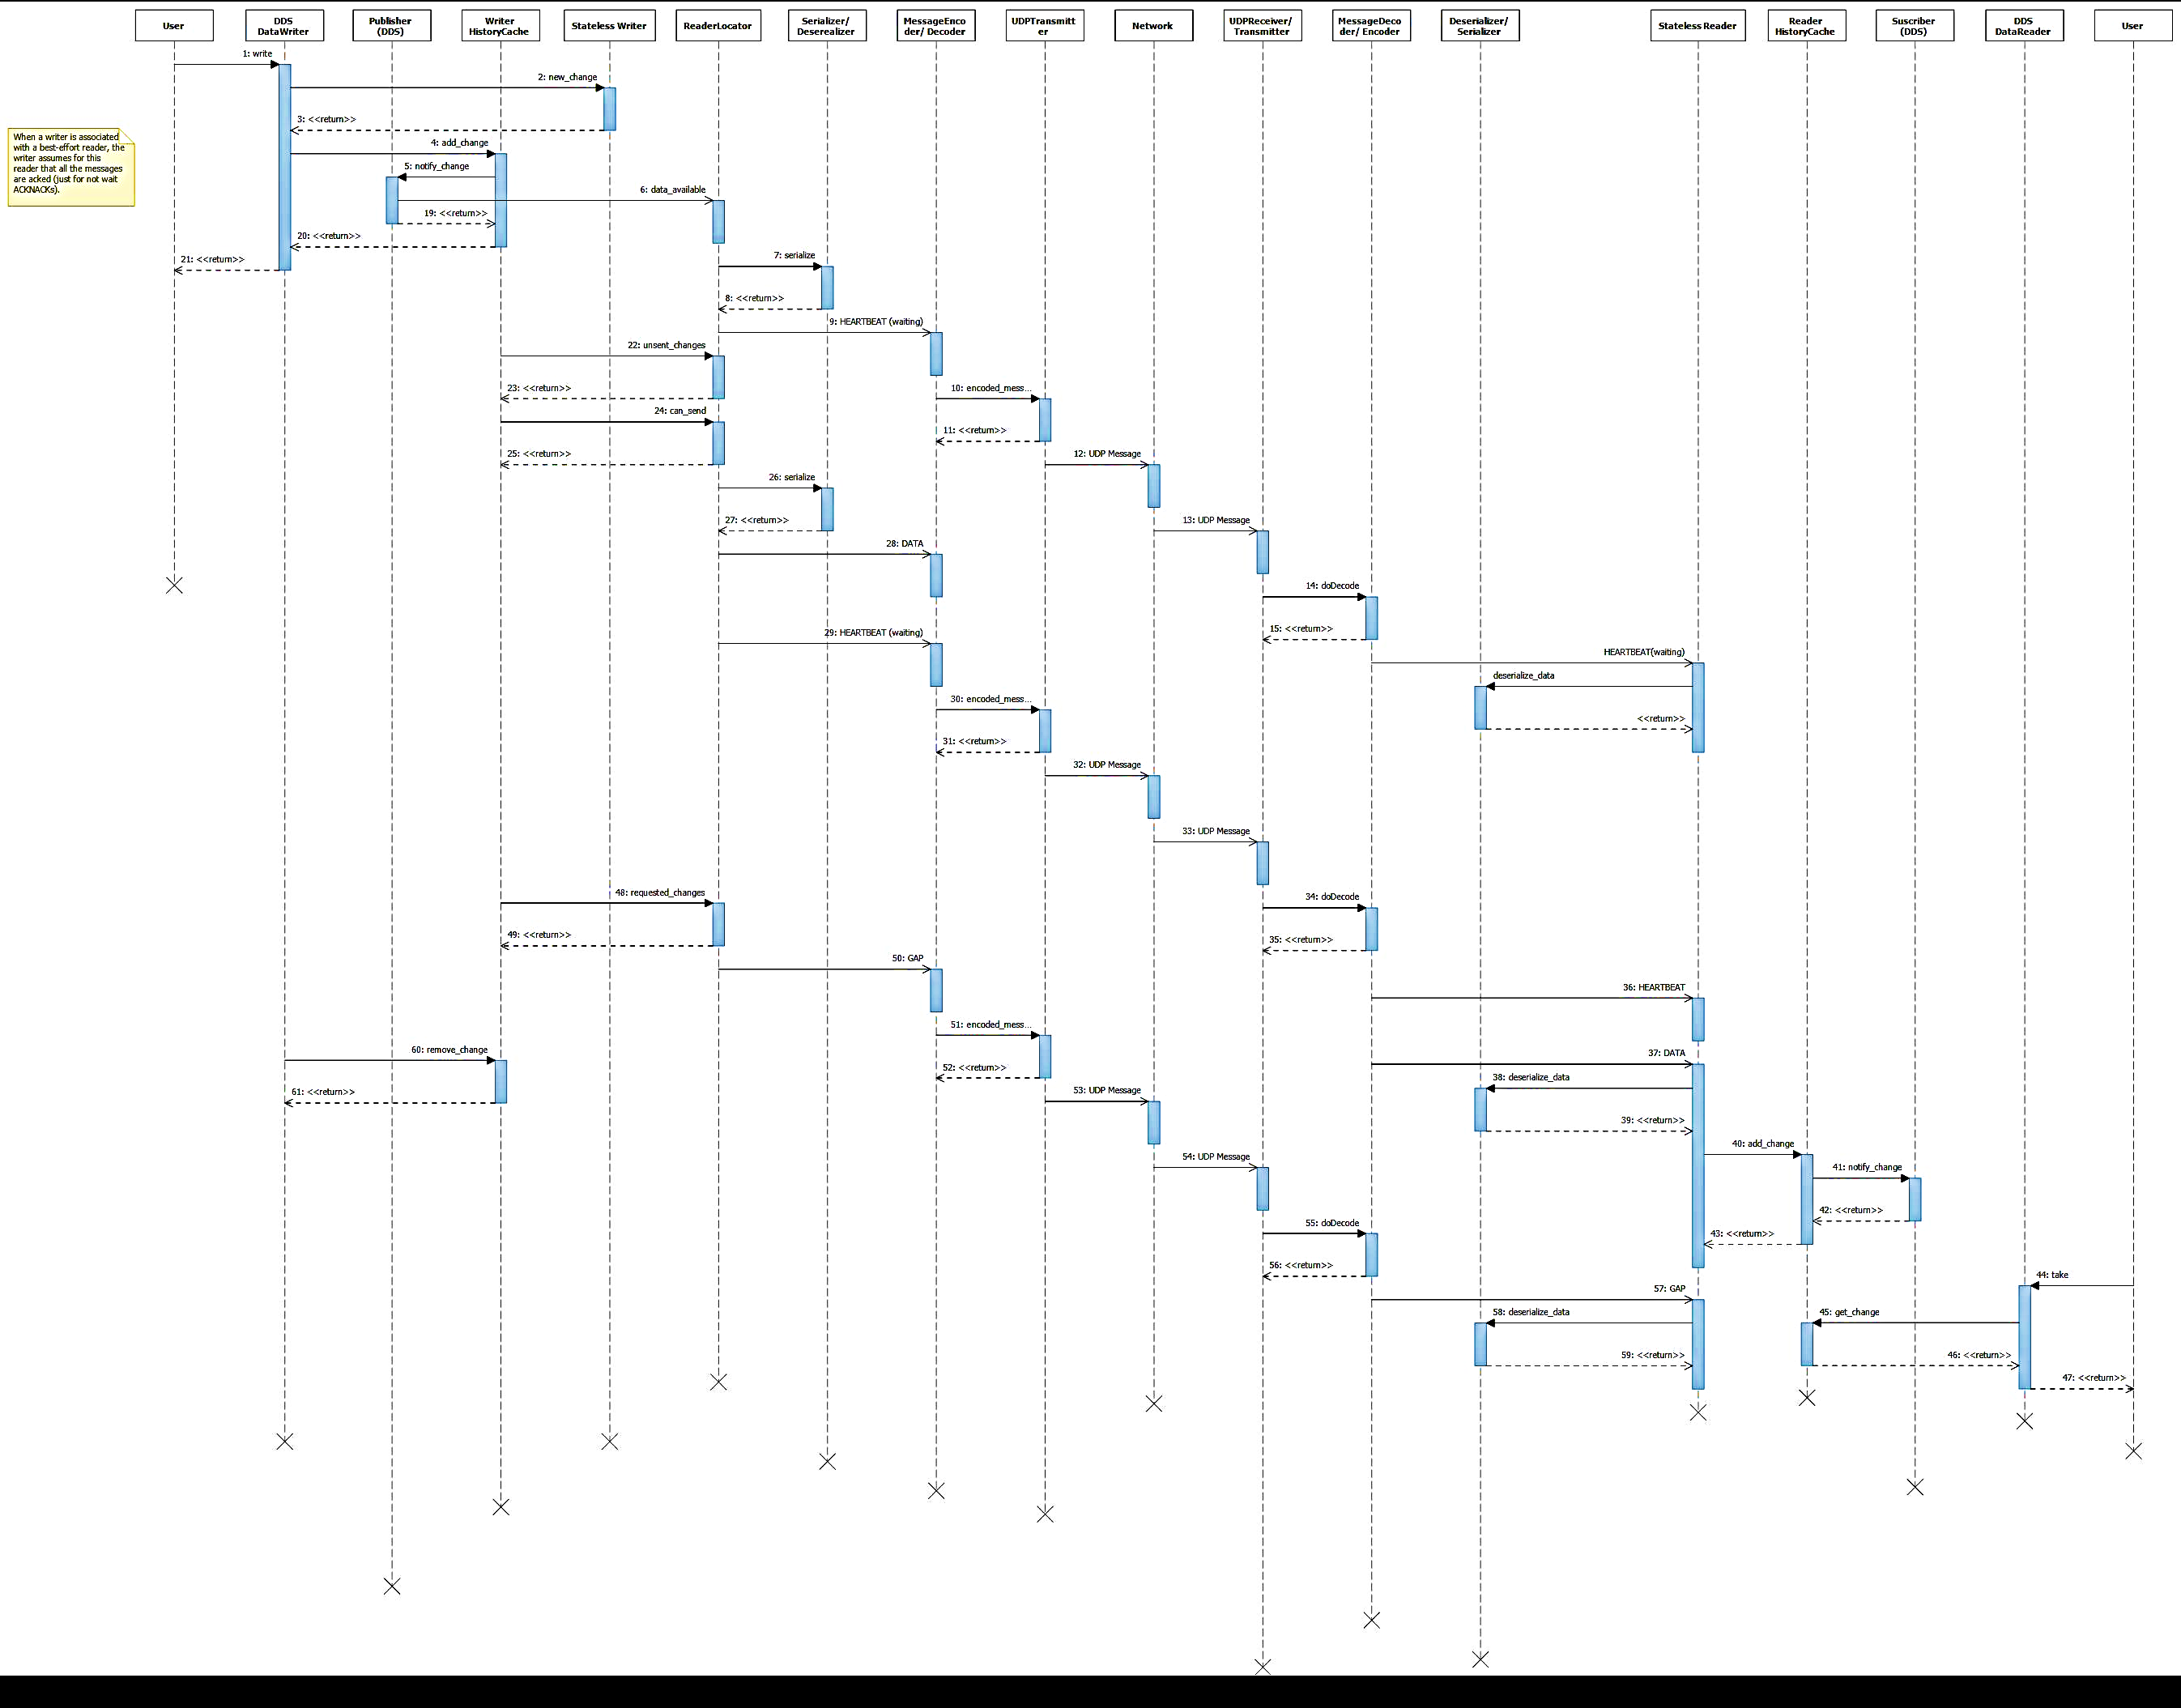 User
DDS
DataWriter
Publisher
(DDS)
Writer
HistoryCache
Stateless Writer
ReaderLocator
Serializer/
Deserealizer
MessageEnco
der/ Decoder
UDPTransmitt
er
Network
UDPReceiver/
Transmitter
MessageDeco
der/ Encoder
Deserializer/
Serializer
Stateless Reader
Reader
HistoryCache
Suscriber
(DDS)
DDS
DataReader
User
1: write
2: new_change
3: <<return>>
When a writer is associated
with a best-effort reader, the
writer assumes for this
reader that all the messages
are acked (just for not wait
ACKNACKs).
4: add_change
5: notify_change
6: data_available
19: <<return>>
20: <<return>>
21: <<return>>
7: serialize
8: <<return>>
9: HEARTBEAT (waiting)
22: unsent_changes
23: <<return>>
10: encoded_mess...
24: can_send
11: <<return>>
25: <<return>>
12: UDP Message
26: serialize
27: <<return>>
13: UDP Message
28: DATA
14: doDecode
15: <<return>>
29: HEARTBEAT (waiting)
HEARTBEAT(waiting)
deserialize_data
30: encoded_mess...
<<return>>
31: <<return>>
32: UDP Message
33: UDP Message
48: requested_changes
34: doDecode
49: <<return>>
35: <<return>>
50: GAP
36: HEARTBEAT
51: encoded_mess...
60: remove_change
37: DATA
52: <<return>>
38: deserialize_data
61: <<return>>
53: UDP Message
39: <<return>>
40: add_change
54: UDP Message
41: notify_change
42: <<return>>
55: doDecode
43: <<return>>
56: <<return>>
44: take
57: GAP
58: deserialize_data
45: get_change
59: <<return>>
46: <<return>>
47: <<return>>